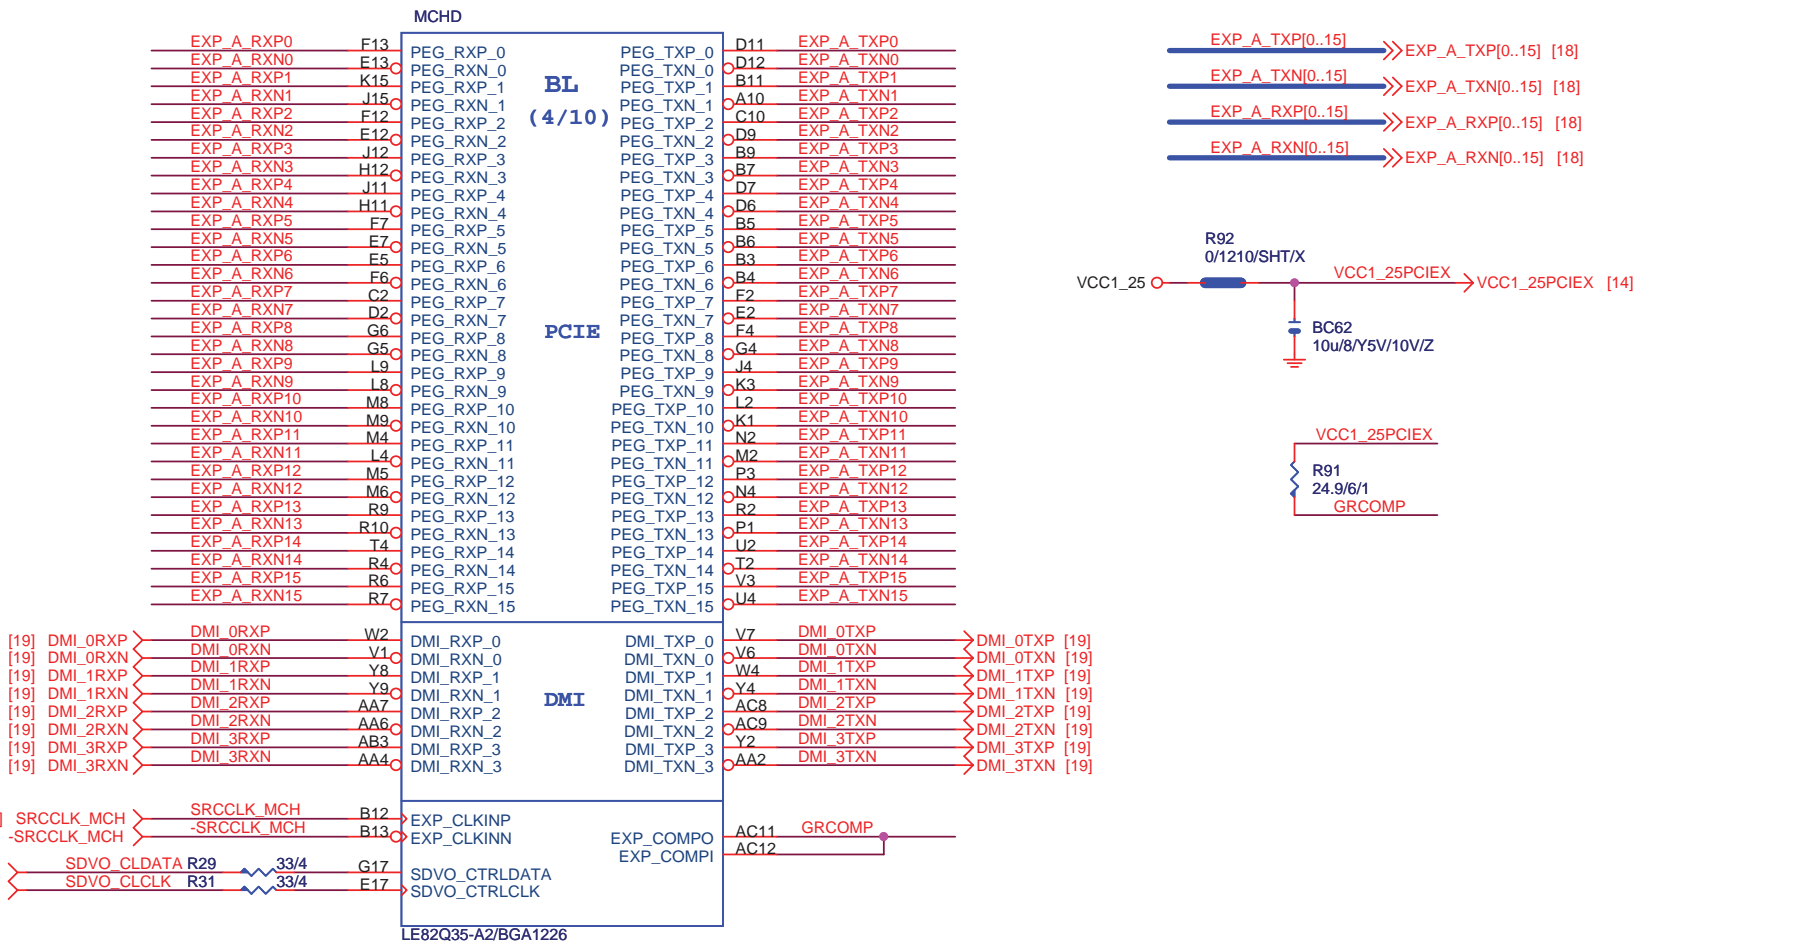 MCHD
EXP_A_RXP0 F13 PEG_RXP_0 PEG_TXP_0 D11 EXP_A_TXP0
EXP_A_RXN0 E13 PEG_RXN_0 PEG_TXN_0 D12 EXP_A_TXN0
EXP_A_RXP1 K15 PEG_RXP_1 PEG_TXP_1 B11 EXP_A_TXP1
EXP_A_RXN1 J15 PEG_RXN_1 PEG_TXN_1 A10 EXP_A_TXN1
EXP_A_RXP2 F12 PEG_RXP_2 PEG_TXP_2 C10 EXP_A_TXP2
EXP_A_RXN2 E12 PEG_RXN_2 PEG_TXN_2 D9 EXP_A_TXN2
EXP_A_RXP3 J12 PEG_RXP_3 PEG_TXP_3 B9 EXP_A_TXP3
EXP_A_RXN3 H12 PEG_RXN_3 PEG_TXN_3 B7 EXP_A_TXN3
EXP_A_RXP4 J11 PEG_RXP_4 PEG_TXP_4 D7 EXP_A_TXP4
EXP_A_RXN4 H11 PEG_RXN_4 PEG_TXN_4 D6 EXP_A_TXN4
EXP_A_RXP5 F7 PEG_RXP_5 PEG_TXP_5 B5 EXP_A_TXP5
EXP_A_RXN5 E7 PEG_RXN_5 PEG_TXN_5 B6 EXP_A_TXN5
EXP_A_RXP6 E5 PEG_RXP_6 PEG_TXP_6 B3 EXP_A_TXP6
EXP_A_RXN6 F6 PEG_RXN_6 PEG_TXN_6 B4 EXP_A_TXN6
EXP_A_RXP7 C2 PEG_RXP_7 PEG_TXP_7 F2 EXP_A_TXP7
EXP_A_RXN7 D2 PEG_RXN_7 PEG_TXN_7 E2 EXP_A_TXN7
EXP_A_RXP8 G6 PEG_RXP_8 PEG_TXP_8 F4 EXP_A_TXP8
EXP_A_RXN8 G5 PEG_RXN_8 PEG_TXN_8 G4 EXP_A_TXN8
EXP_A_RXP9 L9 PEG_RXP_9 PEG_TXP_9 J4 EXP_A_TXP9
EXP_A_RXN9 L8 PEG_RXN_9 PEG_TXN_9 K3 EXP_A_TXN9
EXP_A_RXP10 M8 PEG_RXP_10 PEG_TXP_10 L2 EXP_A_TXP10
EXP_A_RXN10 M9 PEG_RXN_10 PEG_TXN_10 K1 EXP_A_TXN10
EXP_A_RXP11 M4 PEG_RXP_11 PEG_TXP_11 N2 EXP_A_TXP11
EXP_A_RXN11 L4 PEG_RXN_11 PEG_TXN_11 M2 EXP_A_TXN11
EXP_A_RXP12 M5 PEG_RXP_12 PEG_TXP_12 P3 EXP_A_TXP12
EXP_A_RXN12 M6 PEG_RXN_12 PEG_TXN_12 N4 EXP_A_TXN12
EXP_A_RXP13 R9 PEG_RXP_13 PEG_TXP_13 R2 EXP_A_TXP13
EXP_A_RXN13 R10 PEG_RXN_13 PEG_TXN_13 P1 EXP_A_TXN13
EXP_A_RXP14 T4 PEG_RXP_14 PEG_TXP_14 U2 EXP_A_TXP14
EXP_A_RXN14 R4 PEG_RXN_14 PEG_TXN_14 T2 EXP_A_TXN14
EXP_A_RXP15 R6 PEG_RXP_15 PEG_TXP_15 V3 EXP_A_TXP15
EXP_A_RXN15 R7 PEG_RXN_15 PEG_TXN_15 U4 EXP_A_TXN15
BL
(4/10)
PCIE
[19] DMI_0RXP DMI_0RXP W2 DMI_RXP_0 DMI_TXP_0 V7 DMI_0TXP DMI_0TXP [19]
[19] DMI_0RXN DMI_0RXN V1 DMI_RXN_0 DMI_TXN_0 V6 DMI_0TXN DMI_0TXN [19]
[19] DMI_1RXP DMI_1RXP Y8 DMI_RXP_1 DMI_TXP_1 W4 DMI_1TXP DMI_1TXP [19]
[19] DMI_1RXN DMI_1RXN Y9 DMI_RXN_1 DMI_TXN_1 Y4 DMI_1TXN DMI_1TXN [19]
[19] DMI_2RXP DMI_2RXP AA7 DMI_RXP_2 DMI_TXP_2 AC8 DMI_2TXP DMI_2TXP [19]
[19] DMI_2RXN DMI_2RXN AA6 DMI_RXN_2 DMI_TXN_2 AC9 DMI_2TXN DMI_2TXN [19]
[19] DMI_3RXP DMI_3RXP AB3 DMI_RXP_3 DMI_TXP_3 Y2 DMI_3TXP DMI_3TXP [19]
[19] DMI_3RXN DMI_3RXN AA4 DMI_RXN_3 DMI_TXN_3 AA2 DMI_3TXN DMI_3TXN [19]
DMI
] SRCCLK_MCH SRCCLK_MCH B12 EXP_CLKINP
-SRCCLK_MCH -SRCCLK_MCH B13 EXP_CLKINN
EXP_COMPO AC11 GRCOMP
EXP_COMPI AC12
SDVO_CLDATA R29 33/4 G17 SDVO_CTRLDATA
SDVO_CLCLK R31 33/4 E17 SDVO_CTRLCLK
LE82Q35-A2/BGA1226
EXP_A_TXP[0..15] EXP_A_TXP[0..15] [18]
EXP_A_TXN[0..15] EXP_A_TXN[0..15] [18]
EXP_A_RXP[0..15] EXP_A_RXP[0..15] [18]
EXP_A_RXN[0..15] EXP_A_RXN[0..15] [18]
R92
0/1210/SHT/X
VCC1_25 VCC1_25PCIEX VCC1_25PCIEX [14]
BC62
10u/8/Y5V/10V/Z
VCC1_25PCIEX
R91
24.9/6/1
GRCOMP